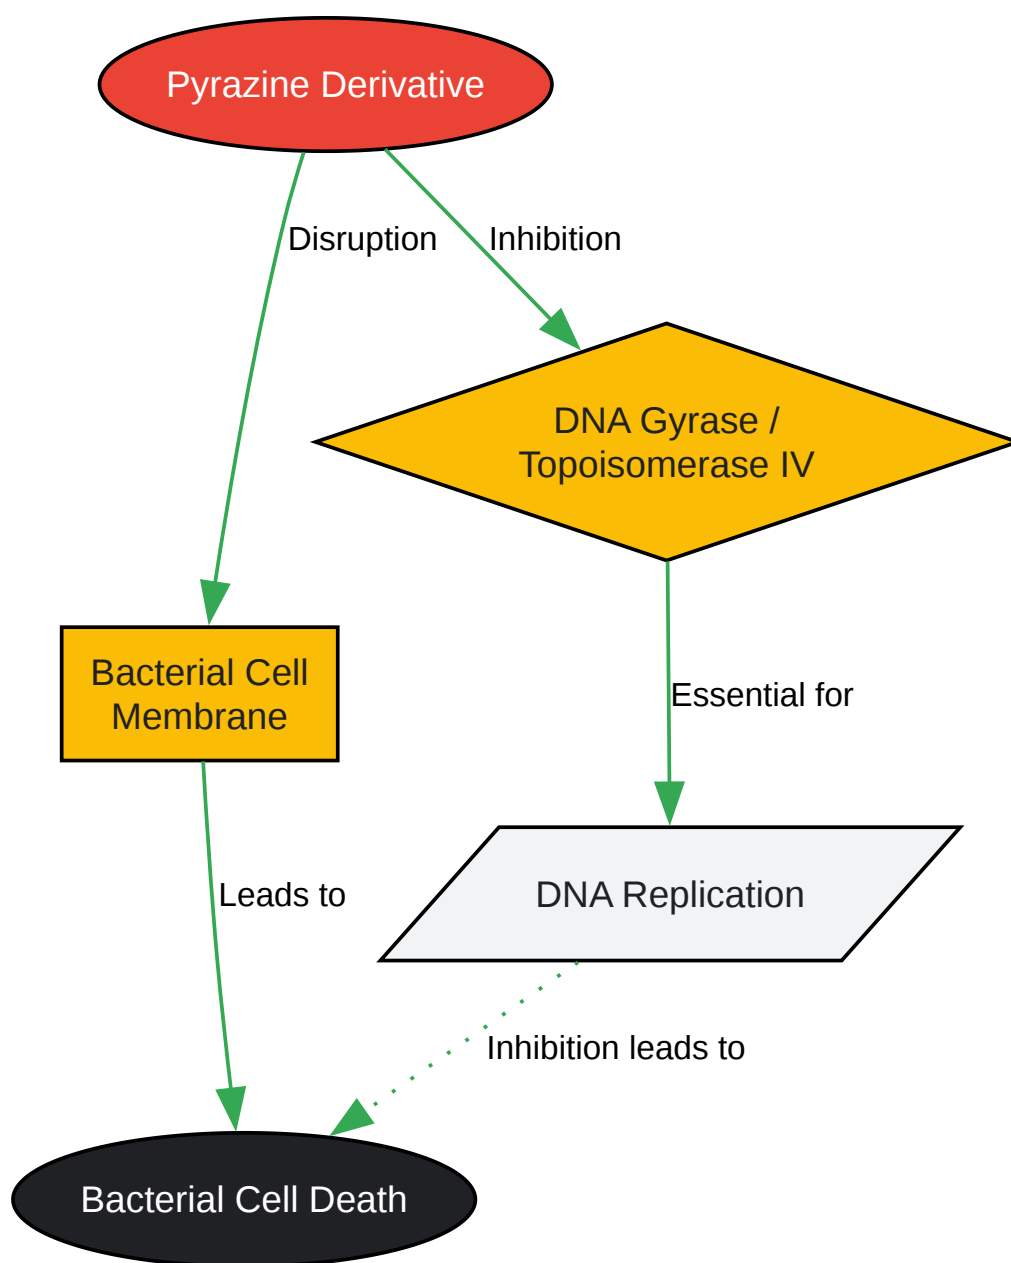 Pyrazine Derivative
Disruption
Inhibition
DNA Gyrase /
Topoisomerase IV
Bacterial Cell
Membrane
Essential for
Leads to
DNA Replication
Inhibition leads to
Bacterial Cell Death